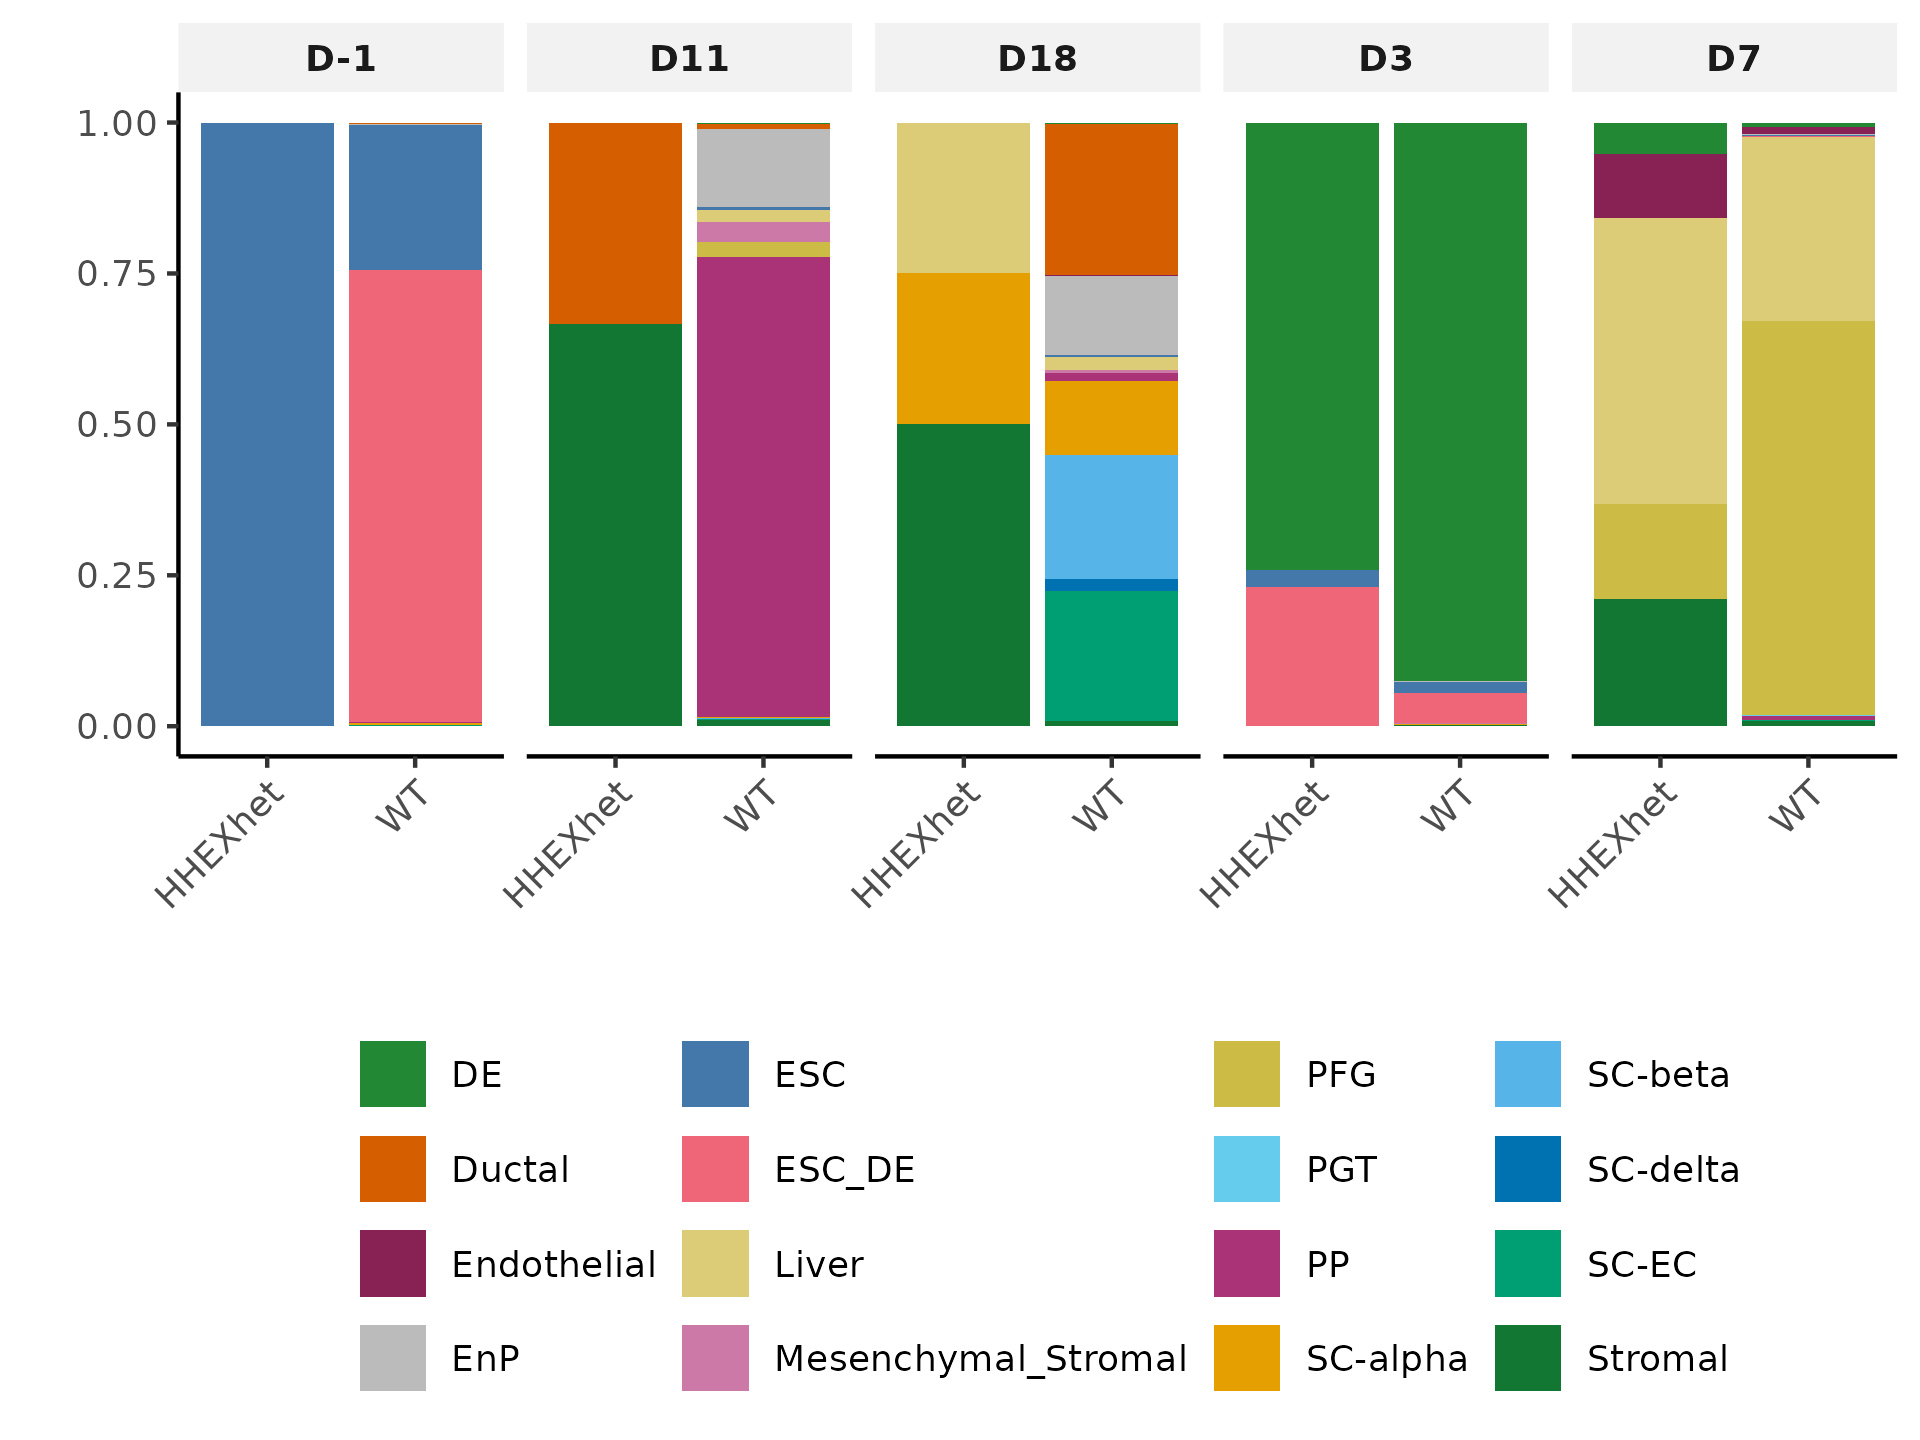 D-1 D11 D18 D3 D7
1.00
0.75
0.50
0.25
0.00
HHEXhet WT HHEXhet WT HHEXhet WT HHEXhet WT HHEXhet WT
DE ESC PFG SC-beta
Ductal ESC_DE PGT SC-delta
Endothelial Liver PP SC-EC
EnP Mesenchymal_Stromal SC-alpha Stromal